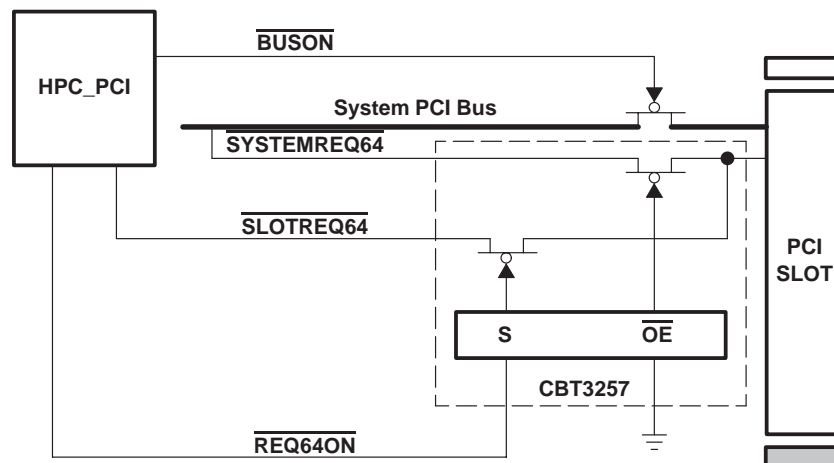 BUSON
HPC_PCI
System PCI Bus
SYSTEMREQ64
SLOTREQ64
PCI
SLOT
S
OE
CBT3257
REQ64ON